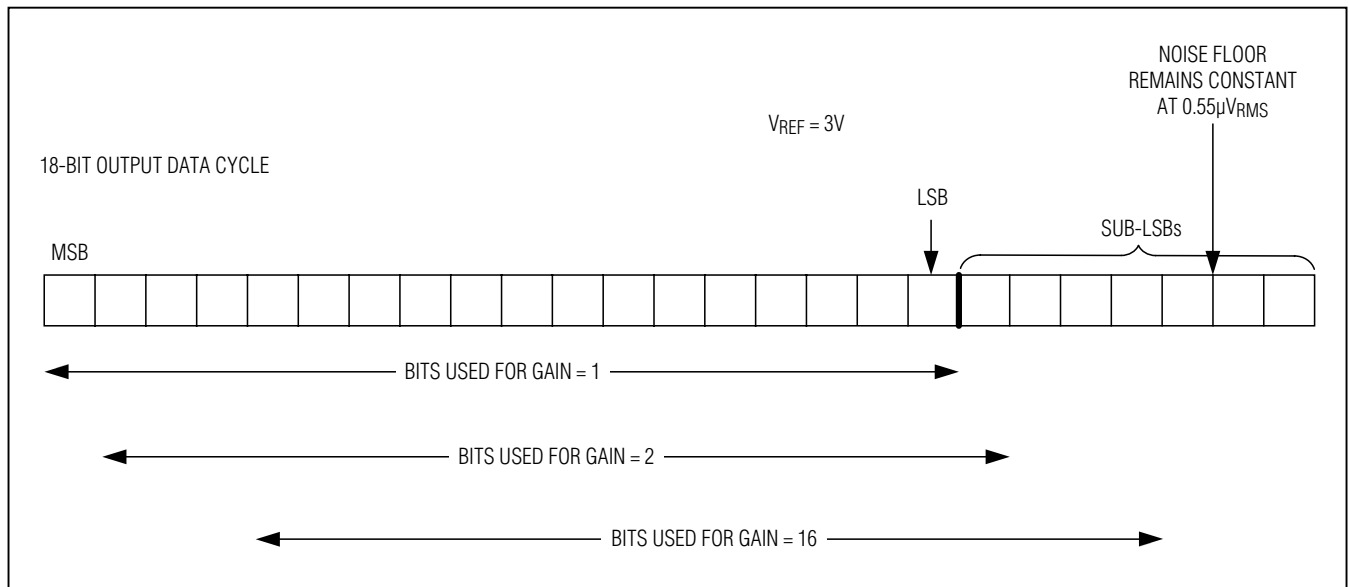 NOISE FLOOR
REMAINS CONSTANT
AT 0.55µVRMS
VREF = 3V
18-BIT OUTPUT DATA CYCLE
LSB
SUB-LSBs
MSB
BITS USED FOR GAIN = 1
BITS USED FOR GAIN = 2
BITS USED FOR GAIN = 16